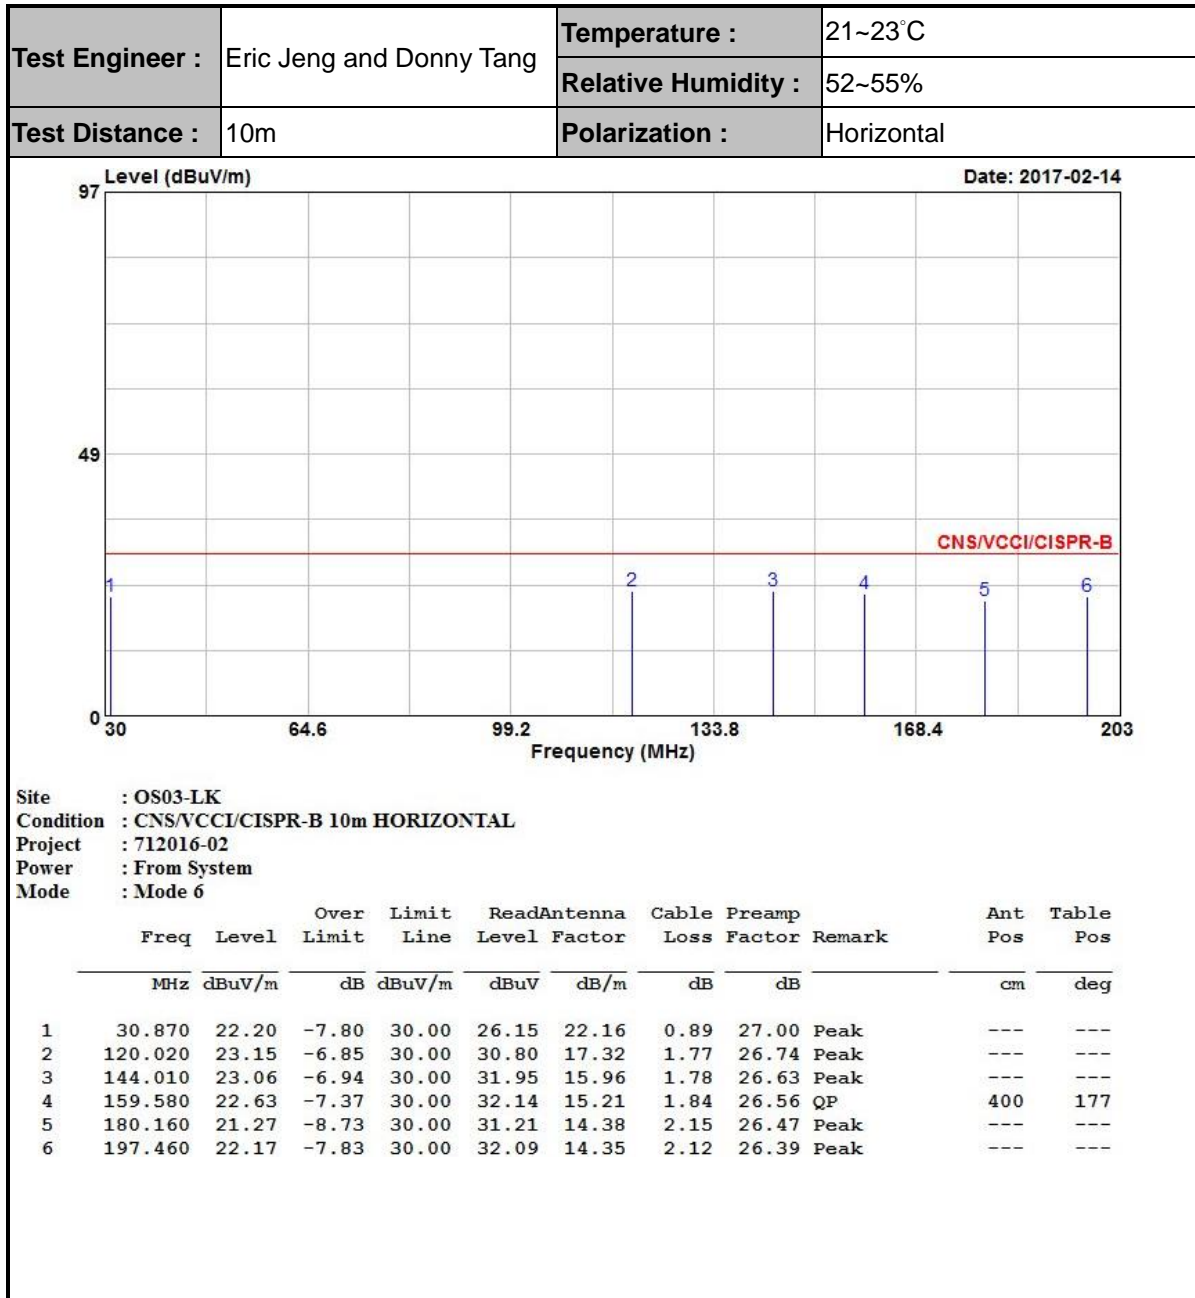 Test Engineer : Eric Jeng and Donny Tang Temperature : 21~23°C
Relative Humidity : 52~55%
Test Distance : 10m Polarization : Horizontal
Level (dBuV/m) Date: 2017-02-14
97
49
CNS/VCCI/CISPR-B
1 2 3 4 5 6
0
30 64.6 99.2 133.8 168.4 203
Frequency (MHz)
Site : OS03-LK
Condition : CNS/VCCI/CISPR-B 10m HORIZONTAL
Project : 712016-02
Power : From System
Mode : Mode 6
Over Limit ReadAntenna Cable Preamp Ant Table
Freq Level Limit Line Level Factor Loss Factor Remark Pos Pos
MHz dBuV/m dB dBuV/m dBuV dB/m dB dB cm deg
1 30.870 22.20 -7.80 30.00 26.15 22.16 0.89 27.00 Peak --- ---
2 120.020 23.15 -6.85 30.00 30.80 17.32 1.77 26.74 Peak --- ---
3 144.010 23.06 -6.94 30.00 31.95 15.96 1.78 26.63 Peak --- ---
4 159.580 22.63 -7.37 30.00 32.14 15.21 1.84 26.56 QP 400 177
5 180.160 21.27 -8.73 30.00 31.21 14.38 2.15 26.47 Peak --- ---
6 197.460 22.17 -7.83 30.00 32.09 14.35 2.12 26.39 Peak --- ---